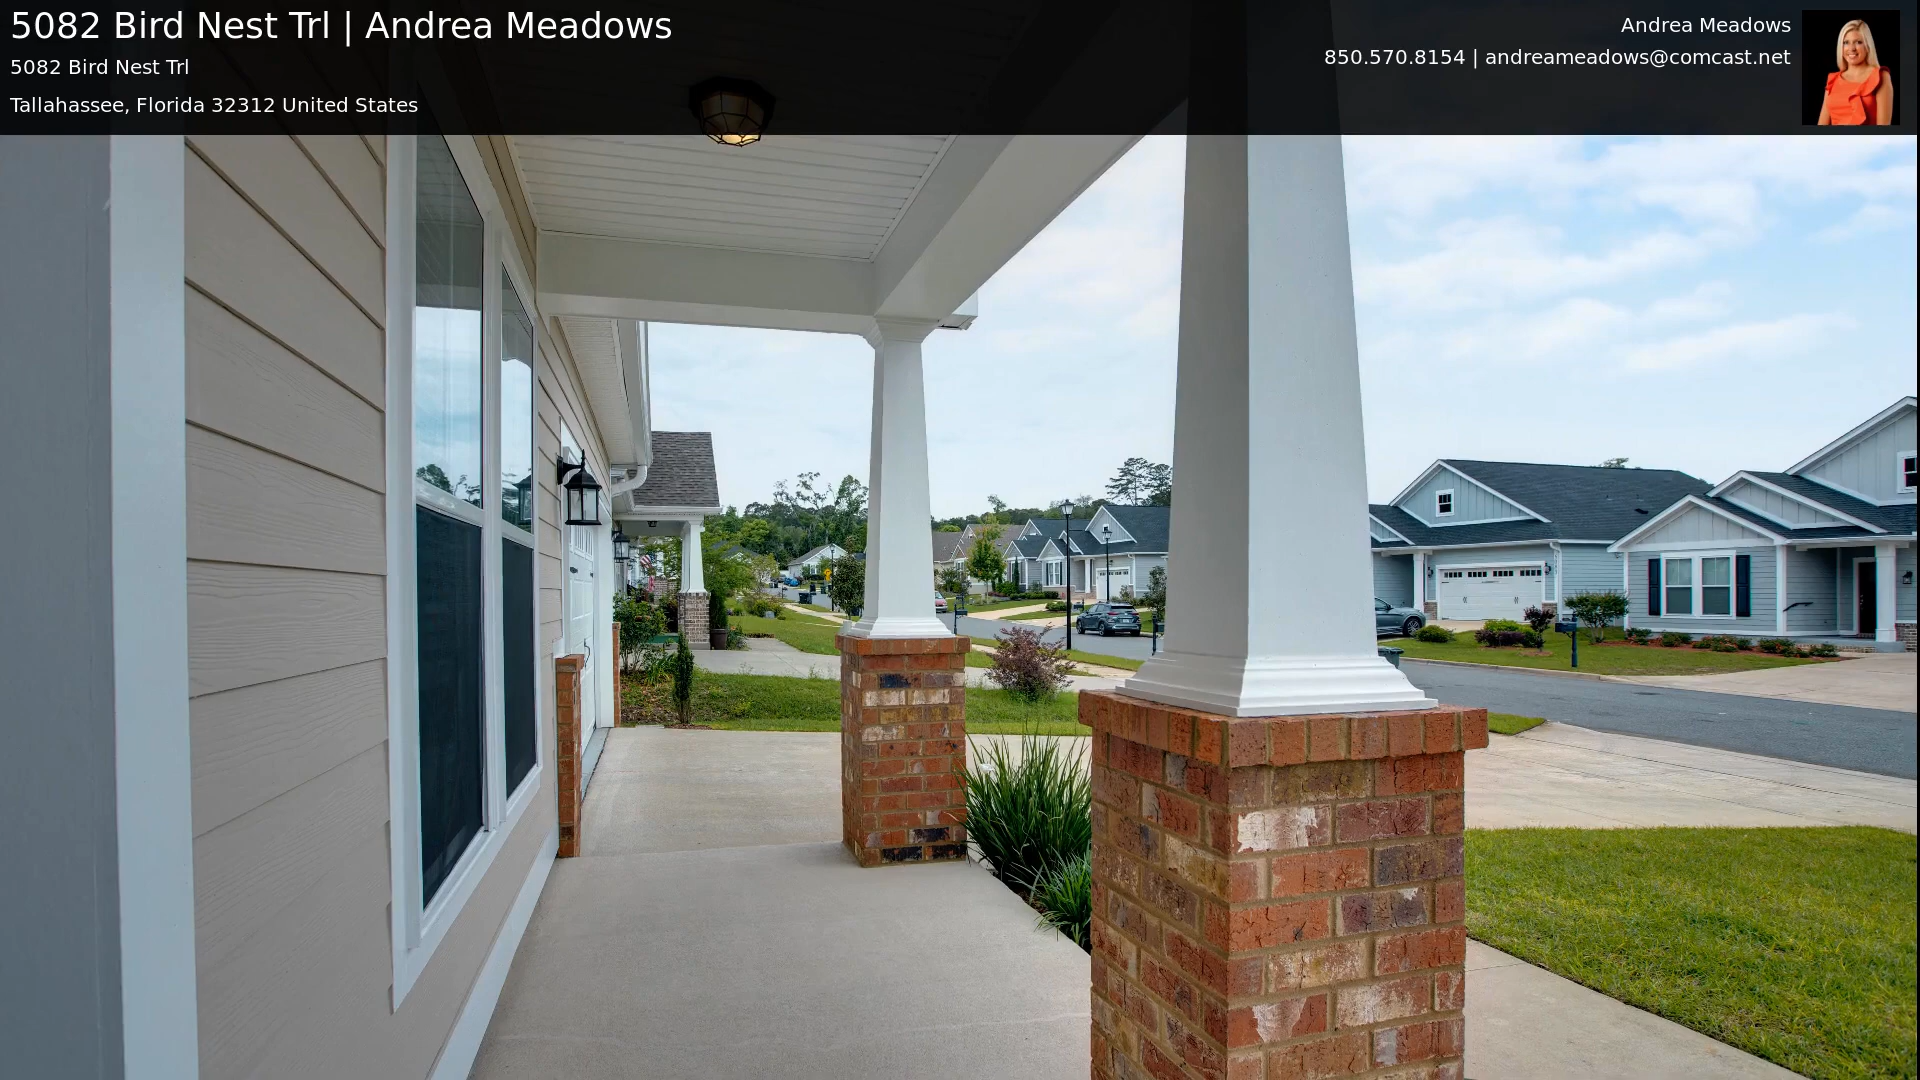 5082 Bird Nest Trl | Andrea Meadows
5082 Bird Nest Trl
Tallahassee, Florida 32312 United States
Andrea Meadows
850.570.8154 | andreameadows@comcast.net